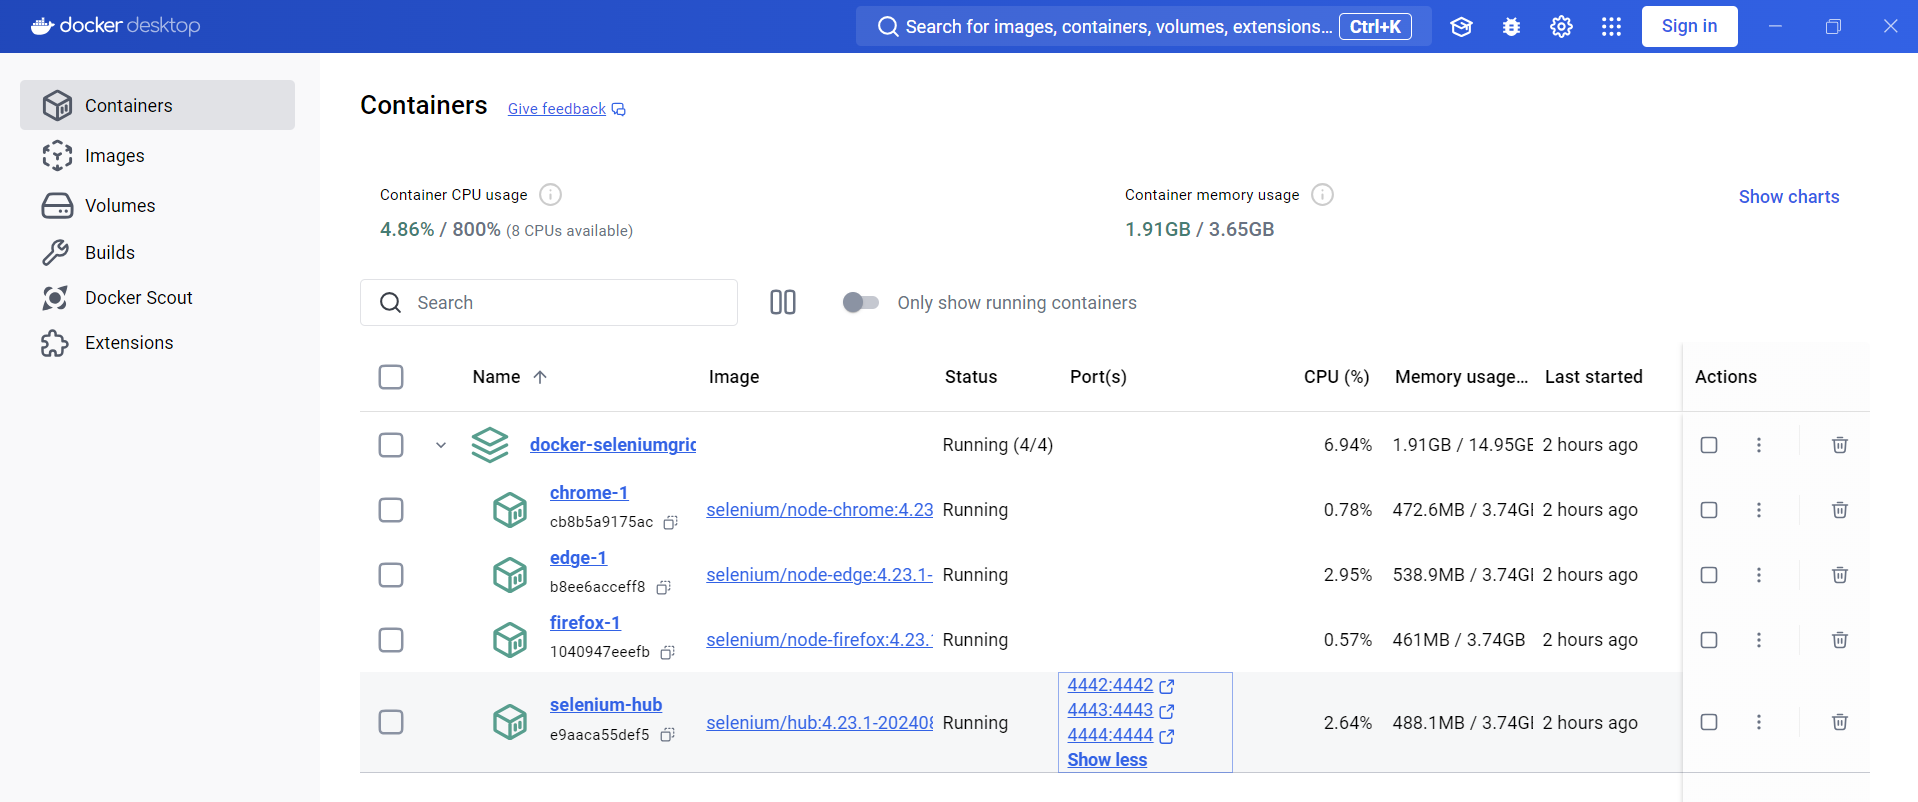 docker desktop
Search for images, containers, volumes, extensions... Ctrl+K
Sign in
Containers
Images
Volumes
Builds
Docker Scout
Extensions
Containers Give feedback
Container CPU usage
4.86% / 800% (8 CPUs available)
Container memory usage
1.91GB / 3.65GB
Show charts
Search
Only show running containers
Name Image Status Port(s) CPU (%) Memory usage... Last started Actions
docker-seleniumgric Running (4/4) 6.94% 1.91GB / 14.95GE 2 hours ago
chrome-1
cb8b5a9175ac
selenium/node-chrome:4.23 Running 0.78% 472.6MB / 3.74GI 2 hours ago
edge-1
b8ee6acceff8
selenium/node-edge:4.23.1- Running 2.95% 538.9MB / 3.74GI 2 hours ago
firefox-1
1040947eeefb
selenium/node-firefox:4.23. Running 0.57% 461MB / 3.74GB 2 hours ago
selenium-hub
e9aaca55def5
selenium/hub:4.23.1-202408 Running
4442:4442
4443:4443
4444:4444
Show less
2.64% 488.1MB / 3.74GI 2 hours ago